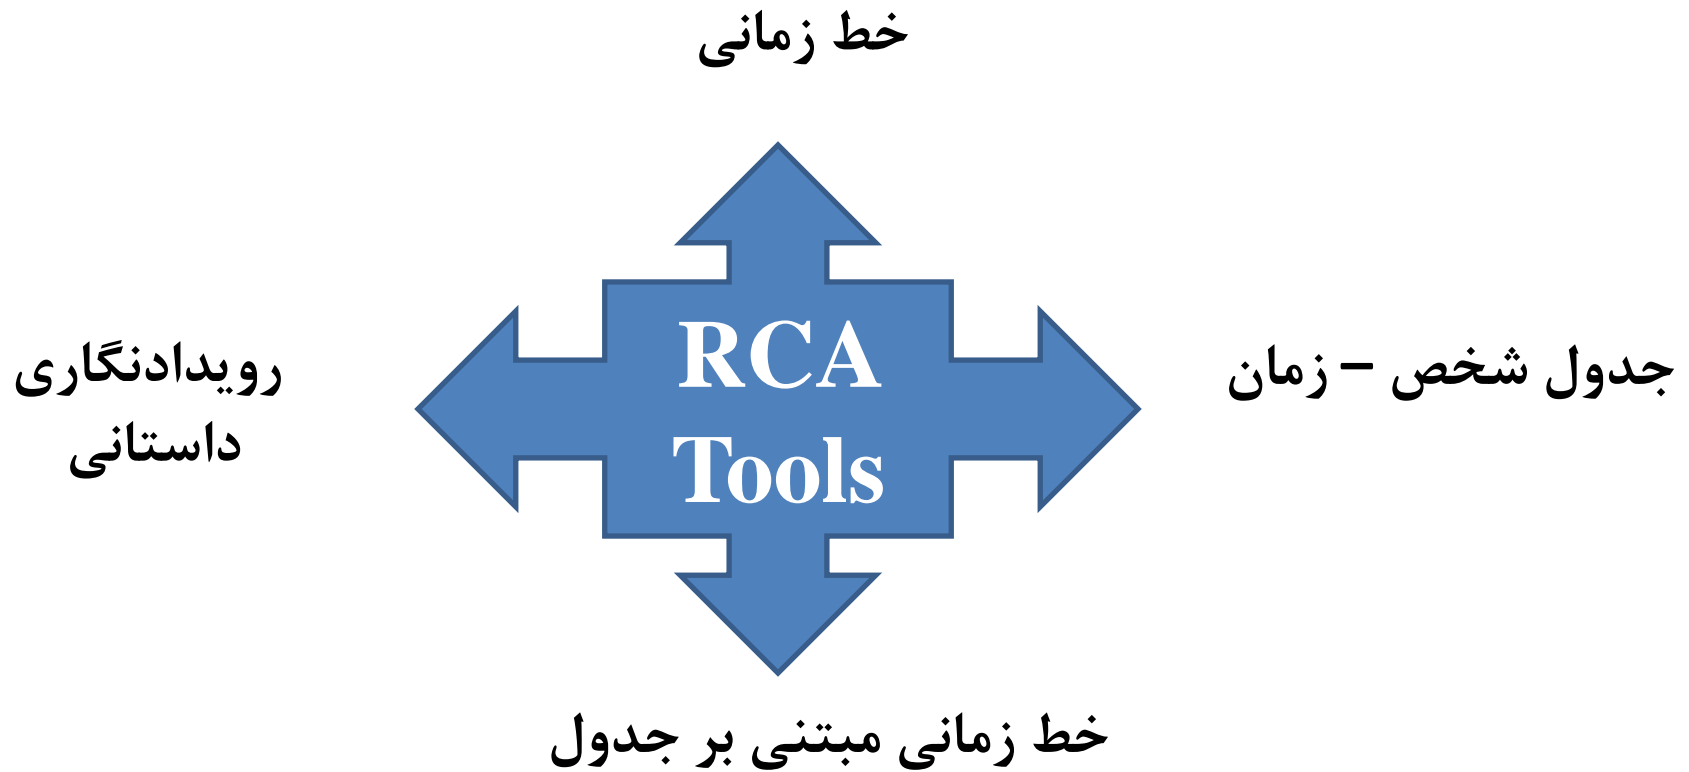 خط زمانی
جدول شخص – زمان
RCA
Tools
رویدادنگاری
داستانی
خط زمانی مبتنی بر جدول